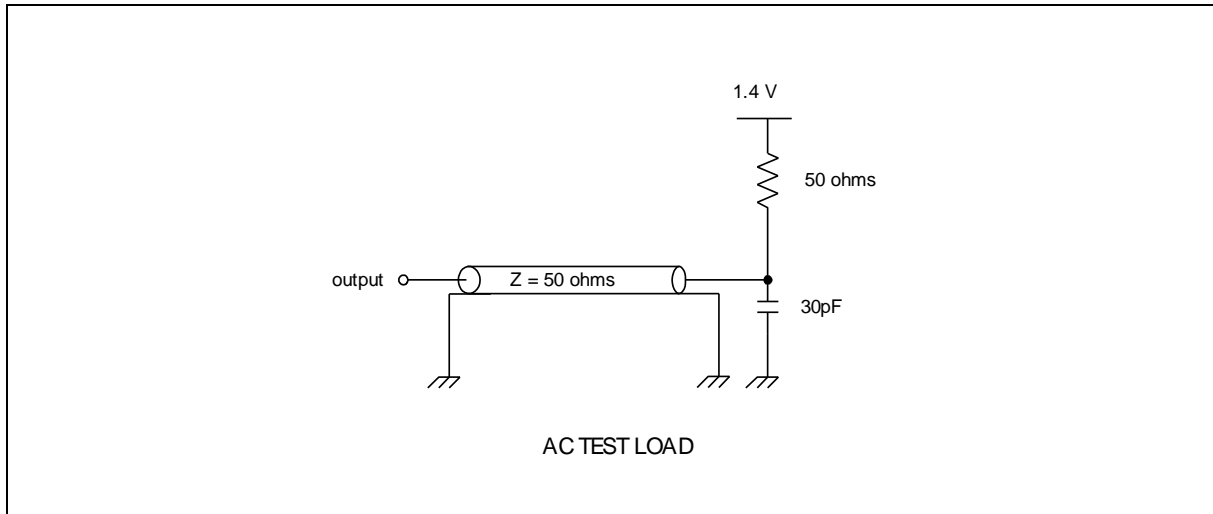 1.4 V
50 ohms
output
Z = 50 ohms
30pF
AC TEST LOAD